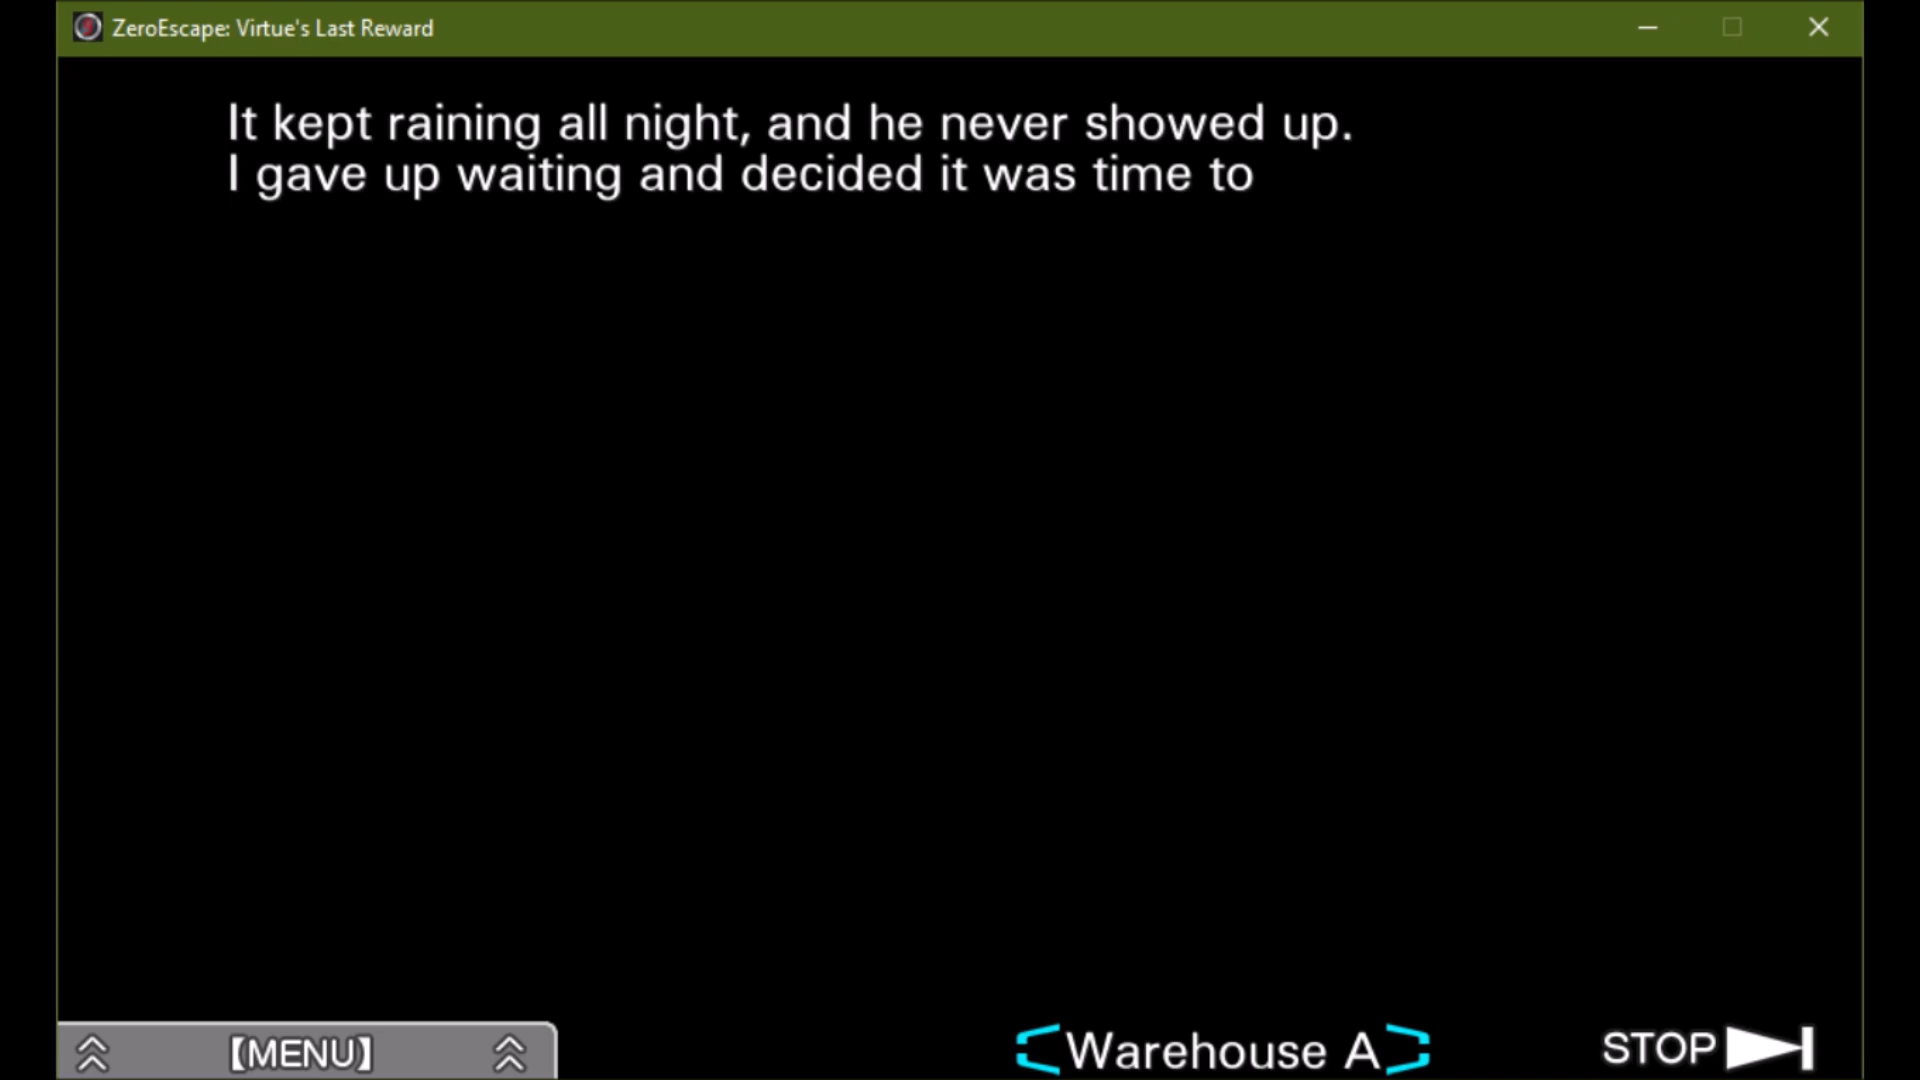 ZeroEscape: Virtue's Last Reward
It kept raining all night, and he never showed up.
I gave up waiting and decided it was time to
【MENU】
Warehouse A
STOP